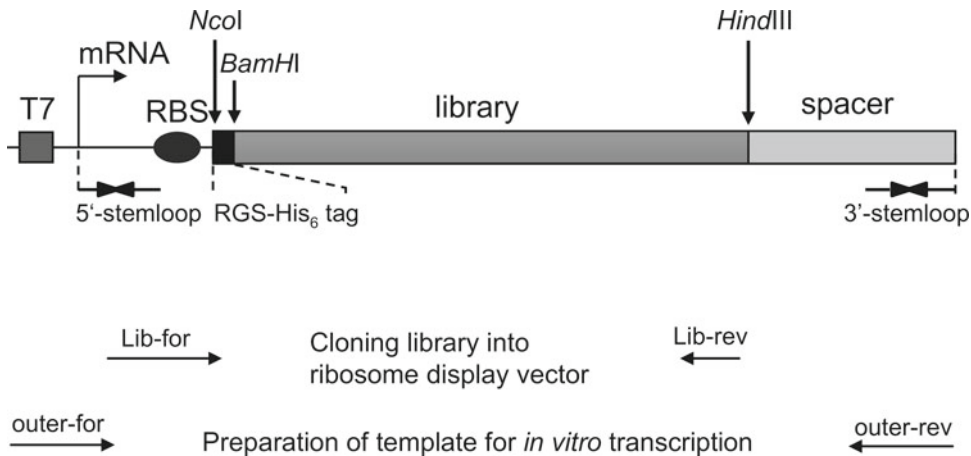 NcoI
HindIII
mRNA
BamHI
T7
RBS
library
spacer
5‘-stemloop
RGS-His6 tag
3’-stemloop
Lib-for
Cloning library into
ribosome display vector
Lib-rev
outer-for
Preparation of template for in vitro transcription
outer-rev